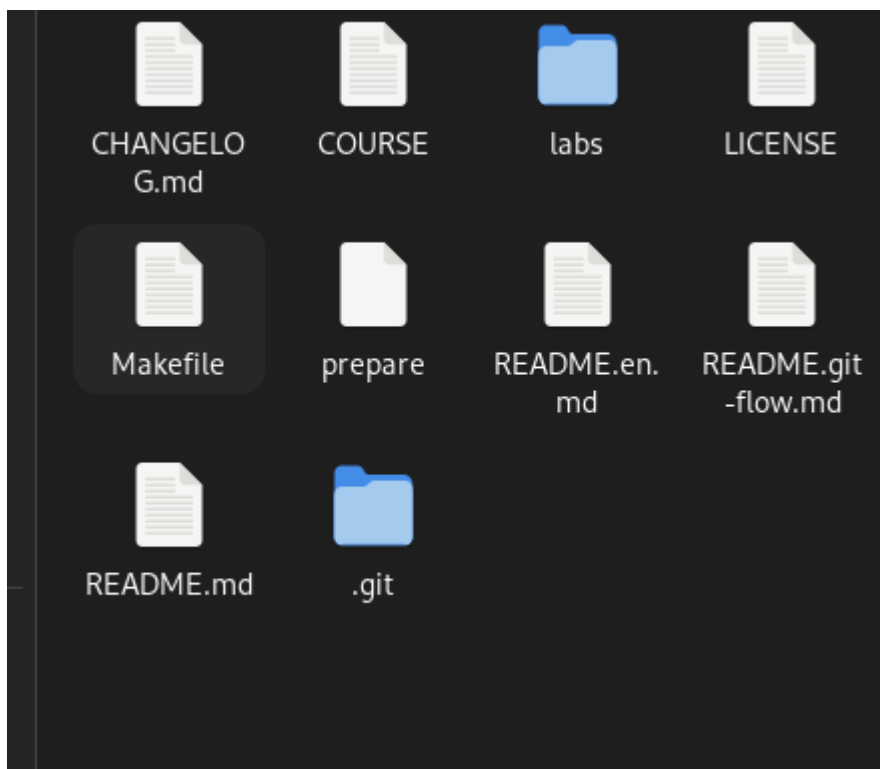 CHANGELO
G.md
COURSE
labs
LICENSE
Makefile
prepare
README.en.
md
README.git
-flow.md
README.md
.git